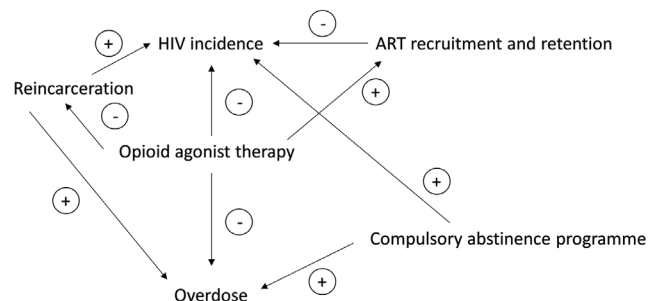 -
+
HIV incidence
ART recruitment and retention
Reincarceration
-
+
-
Opioid agonist therapy
+
+
-
Compulsory abstinence programme
+
Overdose